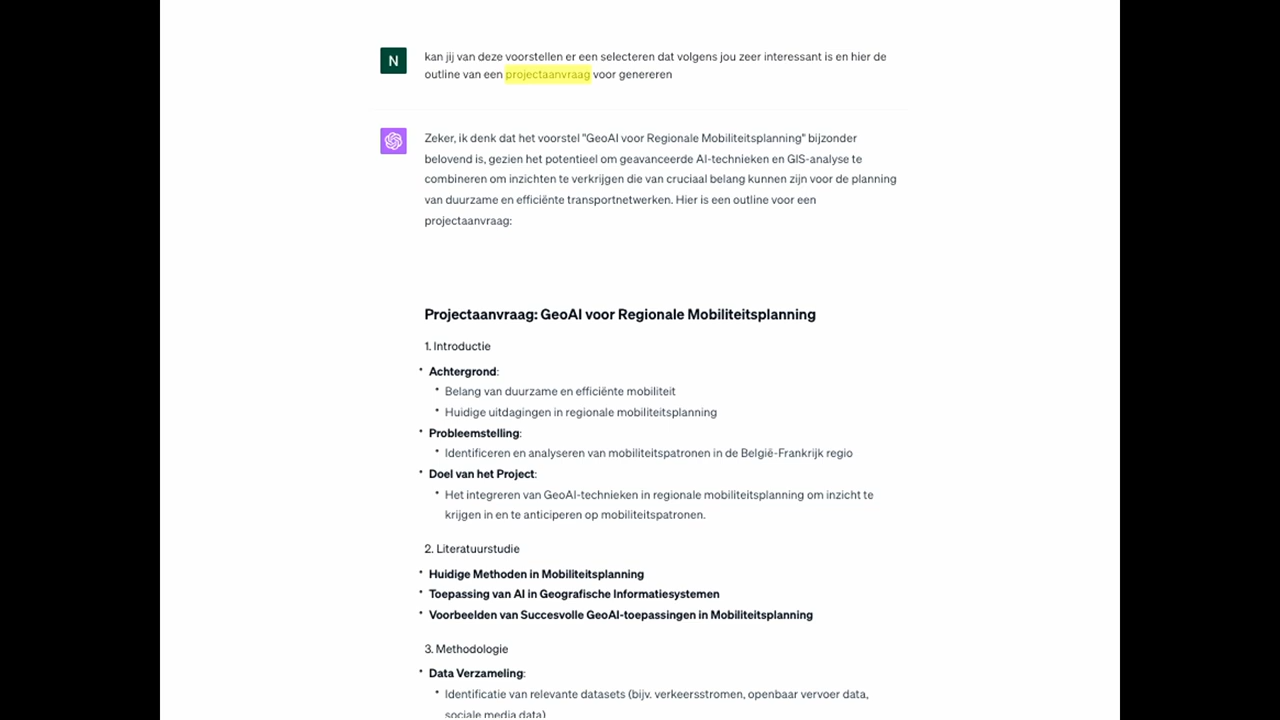 N
kan jij van deze voorstellen er een selecteren dat volgens jou zeer interessant is en hier de
outline van een projectaanvraag voor genereren
Zeker, ik denk dat het voorstel "GeoAI voor Regionale Mobiliteitsplanning" bijzonder
belovend is, gezien het potentieel om geavanceerde AI-technieken en GIS-analyse te
combineren om inzichten te verkrijgen die van cruciaal belang kunnen zijn voor de planning
van duurzame en efficiënte transportnetwerken. Hier is een outline voor een
projectaanvraag:
Projectaanvraag: GeoAI voor Regionale Mobiliteitsplanning
1. Introductie
• Achtergrond:
• Belang van duurzame en efficiënte mobiliteit
• Huidige uitdagingen in regionale mobiliteitsplanning
• Probleemstelling:
• Identificeren en analyseren van mobiliteitspatronen in de België-Frankrijk regio
• Doel van het Project:
• Het integreren van GeoAI-technieken in regionale mobiliteitsplanning om inzicht te
krijgen in en te anticiperen op mobiliteitspatronen.
2. Literatuurstudie
• Huidige Methoden in Mobiliteitsplanning
• Toepassing van AI in Geografische Informatiesystemen
• Voorbeelden van Succesvolle GeoAI-toepassingen in Mobiliteitsplanning
3. Methodologie
• Data Verzameling:
• Identificatie van relevante datasets (bijv. verkeersstromen, openbaar vervoer data,
sociale media data)